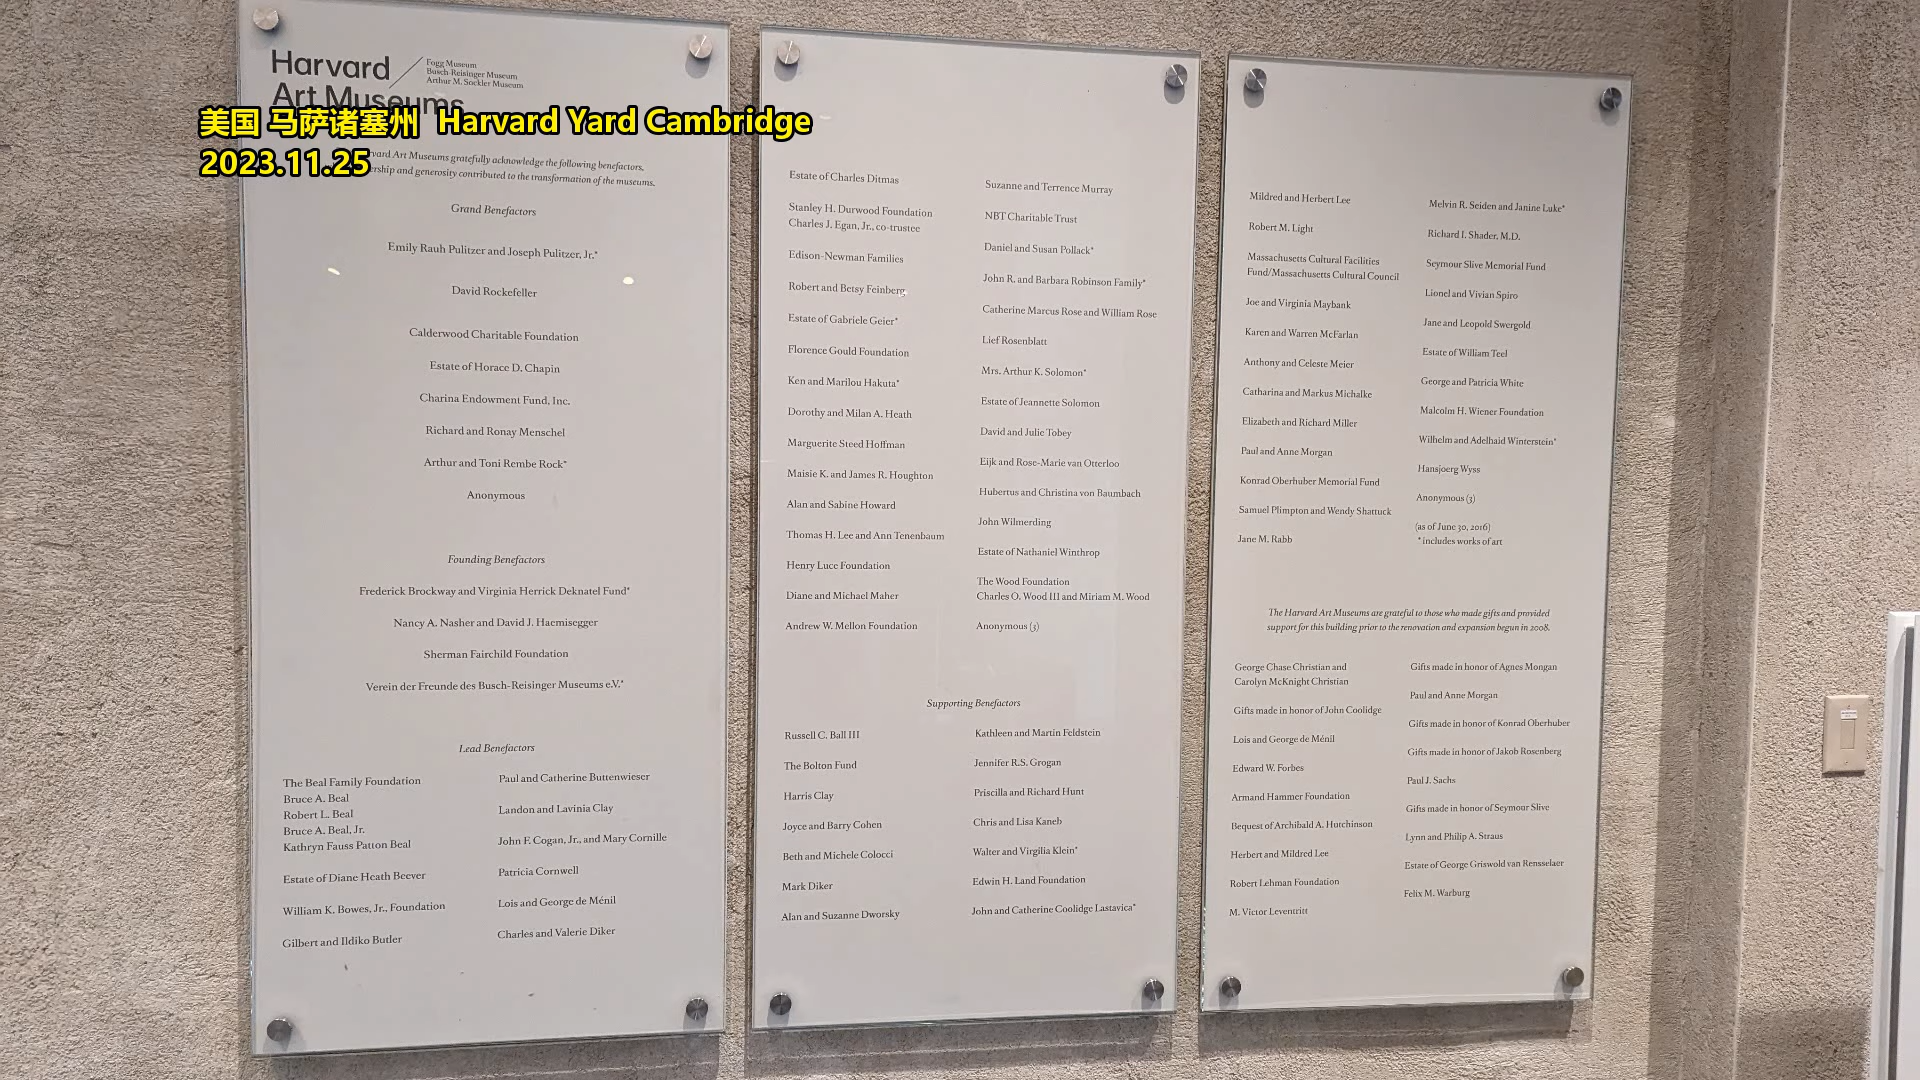 Harvard
Art Museums
Fogg Museum
Busch-Reisinger Museum
Arthur M. Sackler Museum
美国 马萨诸塞州 Harvard Yard Cambridge
2023.11.25
Art Museums gratefully acknowledge the following benefactors,
and generosity contributed to the transformation of the museums.
Grand Benefactors
Emily Rauh Pulitzer and Joseph Pulitzer, Jr.*
David Rockefeller
Calderwood Charitable Foundation
Estate of Horace D. Chapin
Charina Endowment Fund, Inc.
Richard and Ronay Menschel
Arthur and Toni Rembe Rock*
Anonymous
Founding Benefactors
Frederick Brockway and Virginia Herrick Deknatel Fund*
Nancy A. Nasher and David J. Haemisegger
Sherman Fairchild Foundation
Verein der Freunde des Busch-Reisinger Museums e.V.*
Lead Benefactors
The Beal Family Foundation
Bruce A. Beal
Robert L. Beal
Bruce A. Beal, Jr.
Kathryn Fauss Patton Beal
Estate of Diane Heath Beever
William K. Bowes, Jr., Foundation
Gilbert and Ildiko Butler
Paul and Catherine Buttenwieser
Landon and Lavinia Clay
John F. Cogan, Jr., and Mary Cornille
Patricia Cornwell
Lois and George de Ménil
Charles and Valerie Diker
Estate of Charles Ditmas
Stanley H. Durwood Foundation
Charles J. Egan, Jr., co-trustee
Edison-Newman Families
Robert and Betsy Feinberg
Estate of Gabriele Geier*
Florence Gould Foundation
Ken and Marilou Hakuta*
Dorothy and Milan A. Heath
Marguerite Steed Hoffman
Maisie K. and James R. Houghton
Alan and Sabine Howard
Thomas H. Lee and Ann Tenenbaum
Henry Luce Foundation
Diane and Michael Maher
Andrew W. Mellon Foundation
Suzanne and Terrence Murray
NBT Charitable Trust
Daniel and Susan Pollack*
John R. and Barbara Robinson Family*
Catherine Marcus Rose and William Rose
Lief Rosenblatt
Mrs. Arthur K. Solomon*
Estate of Jeannette Solomon
David and Julie Tobey
Eijk and Rose-Marie van Otterloo
Hubertus and Christina von Baumbach
John Wilmerding
Estate of Nathaniel Winthrop
The Wood Foundation
Charles O. Wood III and Miriam M. Wood
Anonymous (3)
Supporting Benefactors
Russell C. Ball III
The Bolton Fund
Harris Clay
Joyce and Barry Cohen
Beth and Michele Colocci
Mark Diker
Alan and Suzanne Dworsky
Kathleen and Martin Feldstein
Jennifer R.S. Grogan
Priscilla and Richard Hunt
Chris and Lisa Kaneb
Walter and Virgilia Klein*
Edwin H. Land Foundation
John and Catherine Coolidge Lastavica*
Mildred and Herbert Lee
Robert M. Light
Massachusetts Cultural Facilities
Fund/Massachusetts Cultural Council
Joe and Virginia Maybank
Karen and Warren McFarlan
Anthony and Celeste Meier
Catharina and Markus Michalke
Elizabeth and Richard Miller
Paul and Anne Morgan
Konrad Oberhuber Memorial Fund
Samuel Plimpton and Wendy Shattuck
Jane M. Rabb
Melvin R. Seiden and Janine Luke*
Richard I. Shader, M.D.
Seymour Slive Memorial Fund
Lionel and Vivian Spiro
Jane and Leopold Swergold
Estate of William Teel
George and Patricia White
Malcolm H. Wiener Foundation
Wilhelm and Adelhaid Winterstein*
Hansjoerg Wyss
Anonymous (3)
(as of June 30, 2016)
* includes works of art
The Harvard Art Museums are grateful to those who made gifts and provided
support for this building prior to the renovation and expansion begun in 2008.
George Chase Christian and
Carolyn McKnight Christian
Gifts made in honor of John Coolidge
Lois and George de Ménil
Edward W. Forbes
Armand Hammer Foundation
Bequest of Archibald A. Hutchinson
Herbert and Mildred Lee
Robert Lehman Foundation
M. Victor Leventritt
Gifts made in honor of Agnes Mongan
Paul and Anne Morgan
Gifts made in honor of Konrad Oberhuber
Gifts made in honor of Jakob Rosenberg
Paul J. Sachs
Gifts made in honor of Seymour Slive
Lynn and Philip A. Straus
Estate of George Griswold van Rensselaer
Felix M. Warburg